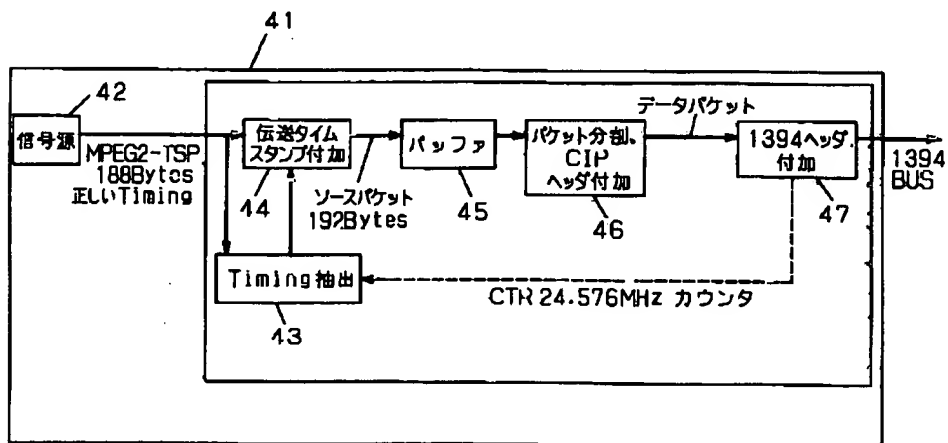 41
42
信号源
MPEG2-TSP
188Bytes
正しいTiming
伝送タイム
スタンプ付加
44
ソースパケット
192Bytes
バッファ
45
パケット分割、
CIP
ヘッダ付加
46
データパケット
1394ヘッダ
付加
47
1394
BUS
Timing抽出
43
CTR 24.576MHz カウンタ